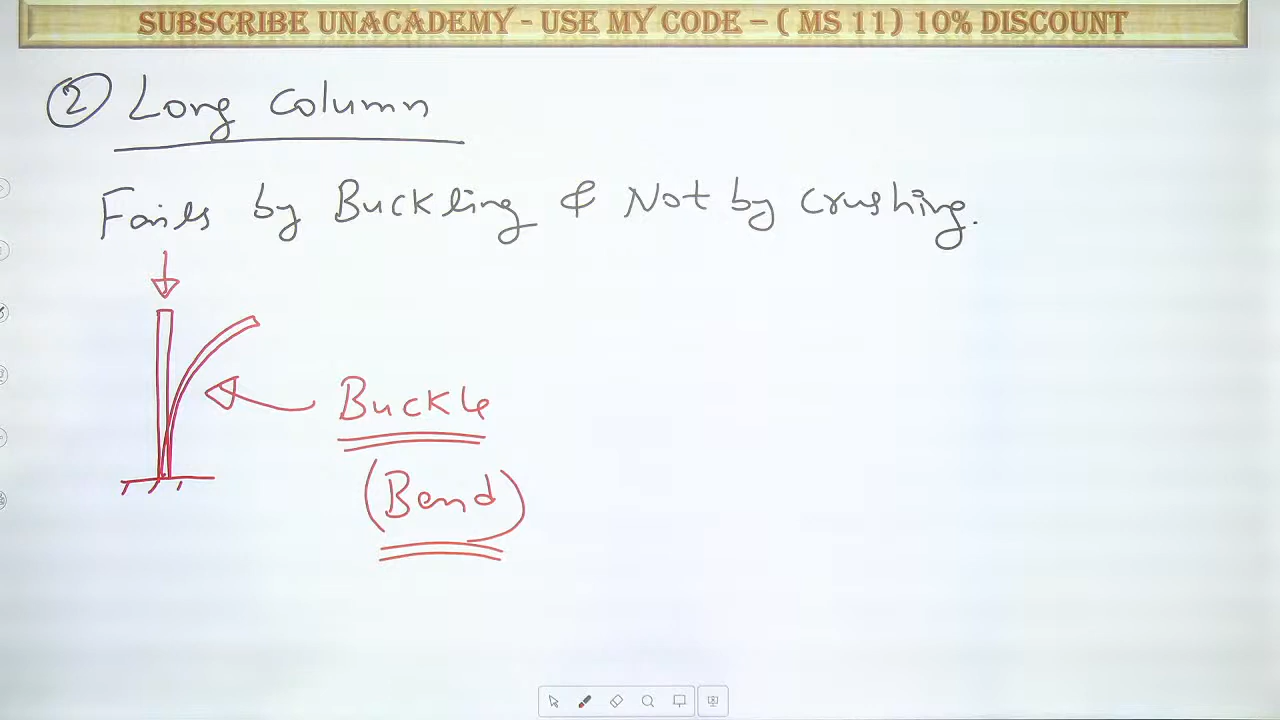 SUBSCRIBE UNACADEMY - USE MY CODE – ( MS 11) 10% DISCOUNT
② Long Column
Fails by Buckling & Not by crushing.
Buckle
(Bend)